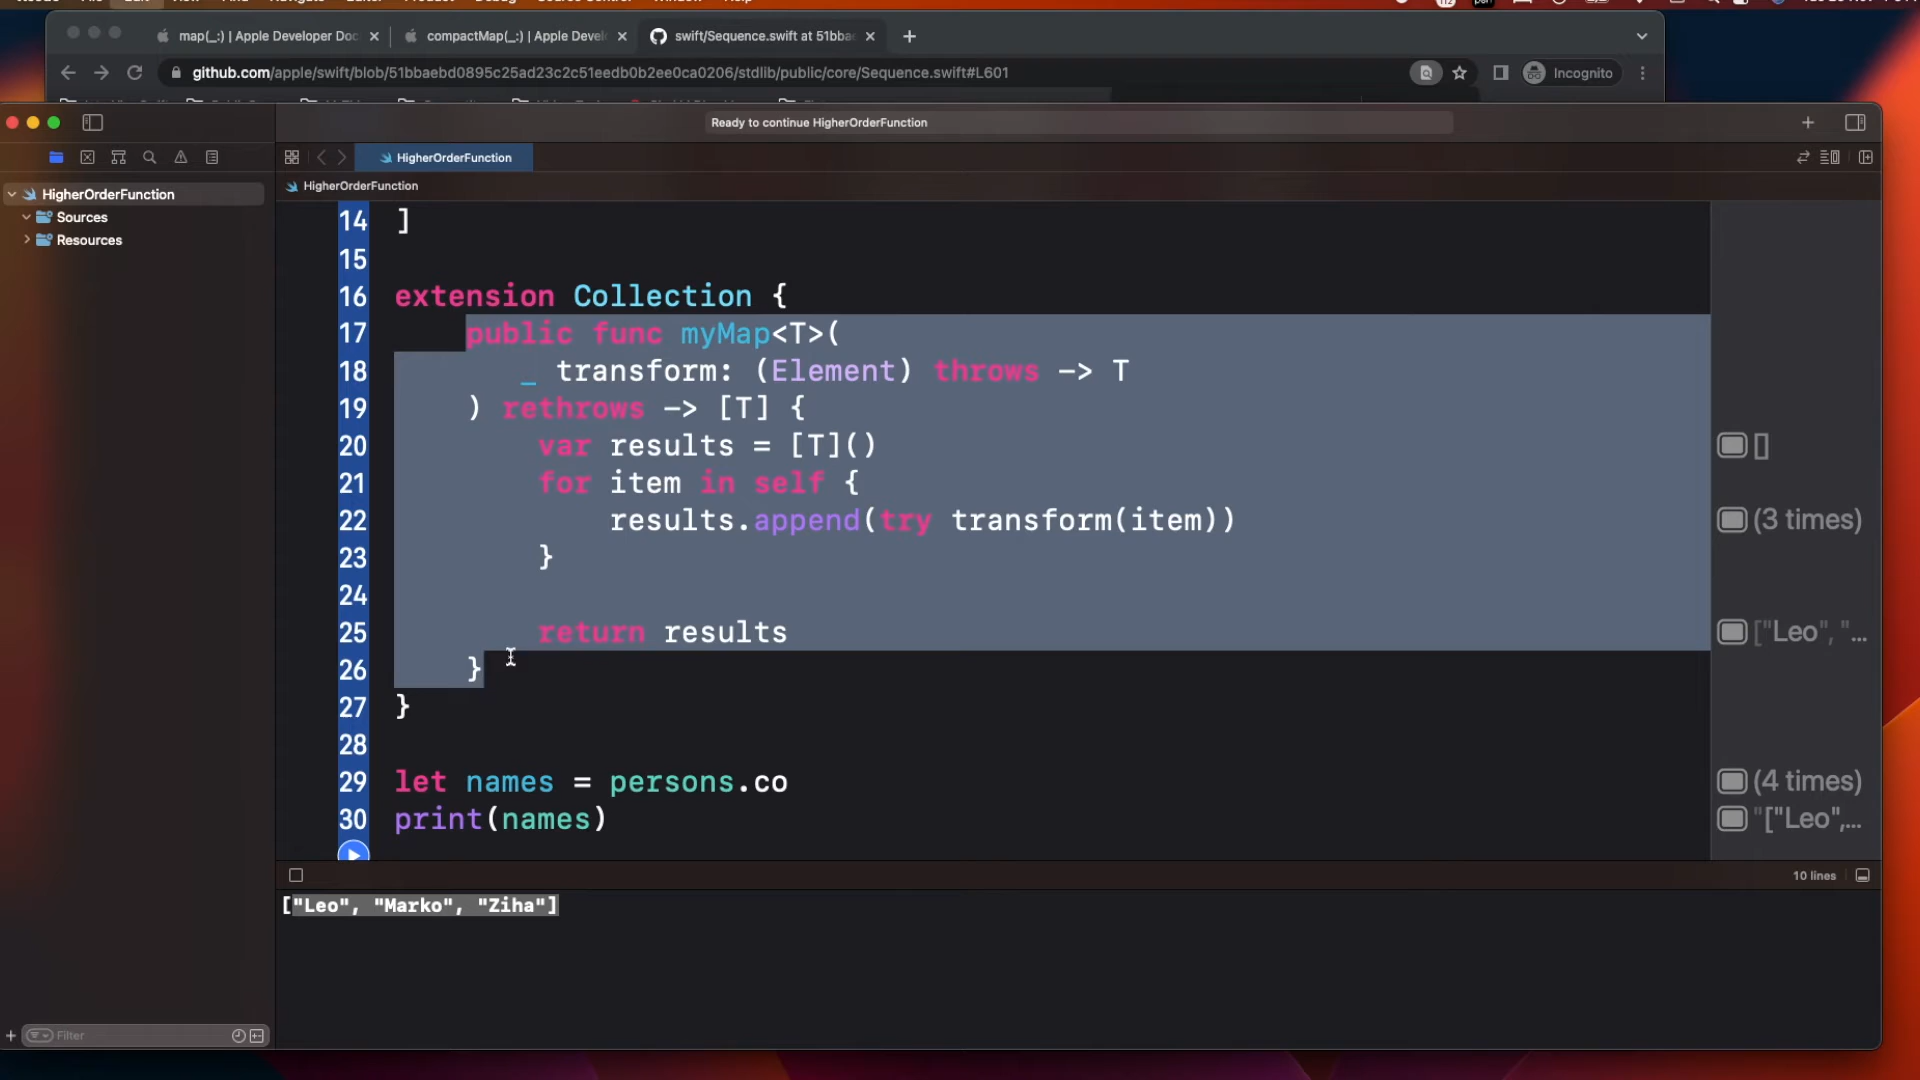 map(_:) | Apple Developer Doc
compactMap(_:) | Apple Devel
swift/Sequence.swift at 51bbae
github.com/apple/swift/blob/51bbaebd0895c25ad23c2c51eedb0b2ee0ca0206/stdlib/public/core/Sequence.swift#L601
Incognito
Ready to continue HigherOrderFunction
HigherOrderFunction
HigherOrderFunction
HigherOrderFunction
Sources
Resources
14 ]
15
16 extension Collection {
17 public func myMap<T>(
18 _ transform: (Element) throws -> T
19 ) rethrows -> [T] {
20 var results = [T]()
[]
21 for item in self {
22 results.append(try transform(item))
(3 times)
23 }
24
25 return results
["Leo", "...
26 }
27 }
28
29 let names = persons.co
(4 times)
30 print(names)
"["Leo",...
10 lines
["Leo", "Marko", "Ziha"]
Filter